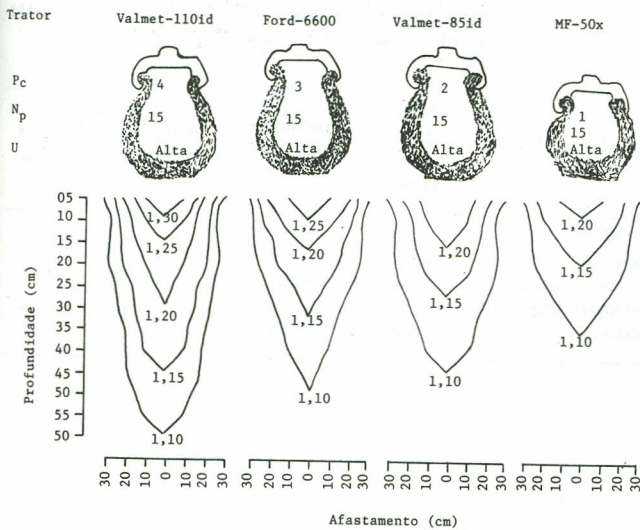 Trator Valmet-110id Ford-6600 Valmet-85id MF-50x
Pc 4 3 2 1
Np 15 15 15 15
U Alta Alta Alta Alta
05
10 1,30 1,25 1,20
15 1,25 1,20 1,20
20 1,15
25
30 1,20 1,15 1,15
35 1,10
40
45 1,15 1,10 1,10
50
55
50 1,10
Profundidade (cm)
30 20 10 0 10 20 30 30 20 10 0 10 20 30 30 20 10 0 10 20 30 30 20 10 0 10 20 30
Afastamento (cm)